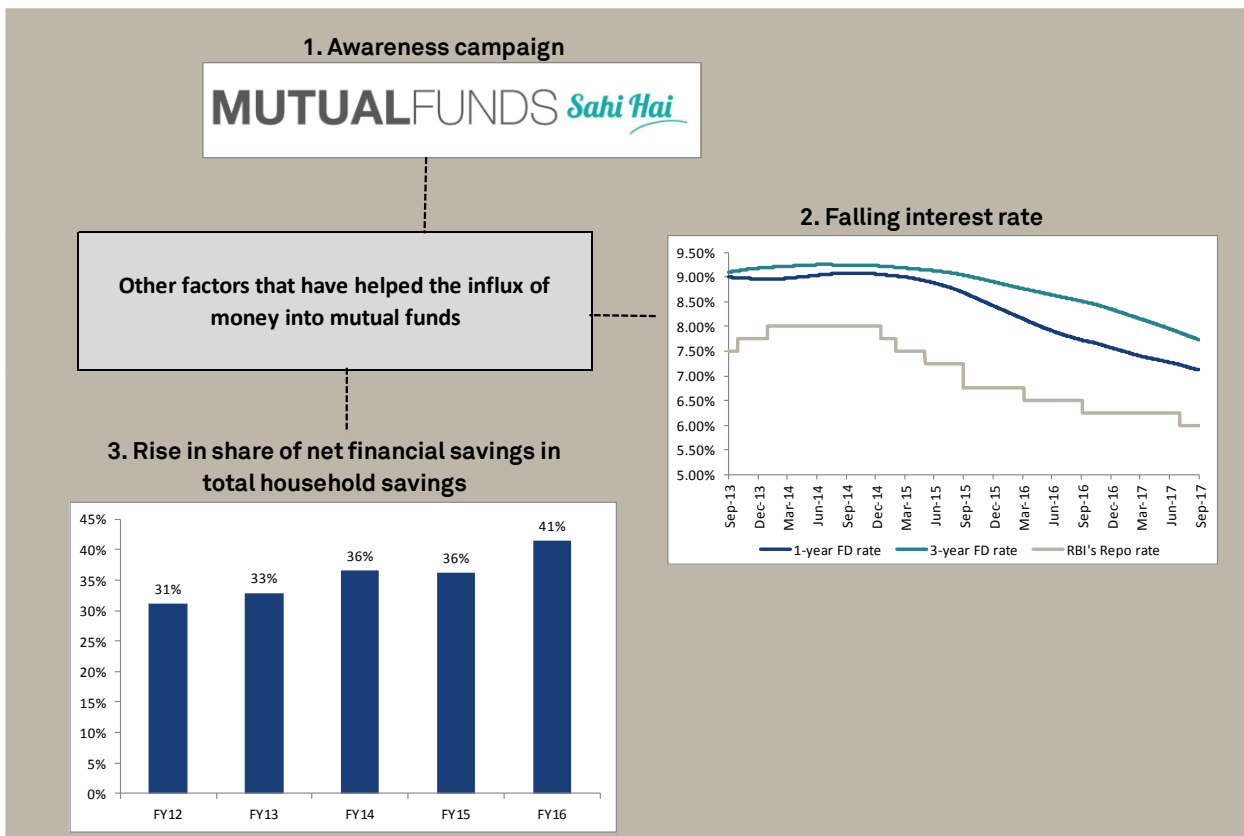 1. Awareness campaign
MUTUALFUNDS Sahi Hai
Other factors that have helped the influx of
money into mutual funds
2. Falling interest rate
9.50%
9.00%
8.50%
8.00%
7.50%
7.00%
6.50%
6.00%
5.50%
5.00%
Sep-13
Dec-13
Mar-14
Jun-14
Sep-14
Dec-14
Mar-15
Jun-15
Sep-15
Dec-15
Mar-16
Jun-16
Sep-16
Dec-16
Mar-17
Jun-17
Sep-17
1-year FD rate 3-year FD rate RBI's Repo rate
3. Rise in share of net financial savings in
total household savings
45%
40%
35%
30%
25%
20%
15%
10%
5%
0%
31%
33%
36%
36%
41%
FY12 FY13 FY14 FY15 FY16